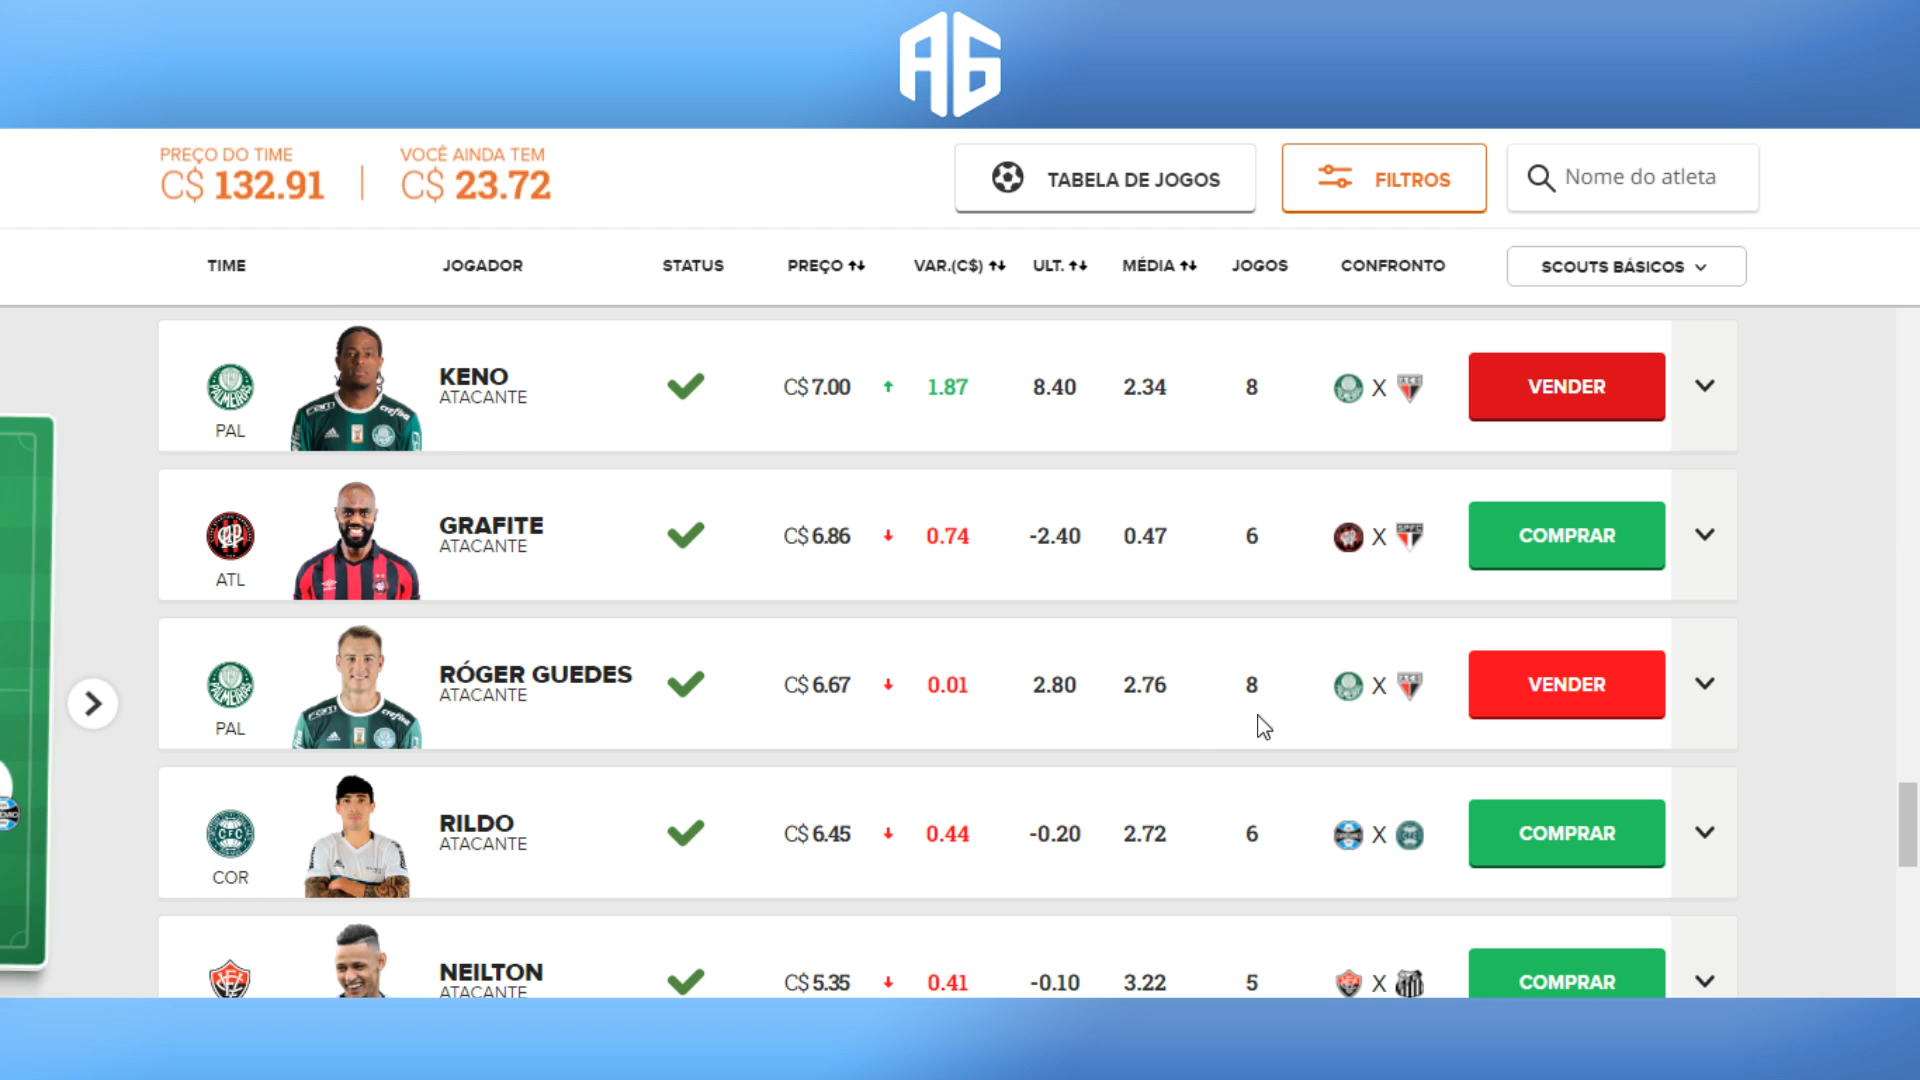 AG
PREÇO DO TIME
C$ 132.91
VOCÊ AINDA TEM
C$ 23.72
TABELA DE JOGOS
FILTROS
Nome do atleta
TIME JOGADOR STATUS PREÇO VAR.(C$) ULT. MÉDIA JOGOS CONFRONTO SCOUTS BÁSICOS
KENO
ATACANTE
PAL
C$ 7.00 1.87 8.40 2.34 8 X VENDER
GRAFITE
ATACANTE
ATL
C$ 6.86 0.74 -2.40 0.47 6 X COMPRAR
RÓGER GUEDES
ATACANTE
PAL
C$ 6.67 0.01 2.80 2.76 8 X VENDER
RILDO
ATACANTE
COR
C$ 6.45 0.44 -0.20 2.72 6 X COMPRAR
NEILTON
ATACANTE
C$ 5.35 0.41 -0.10 3.22 5 X COMPRAR